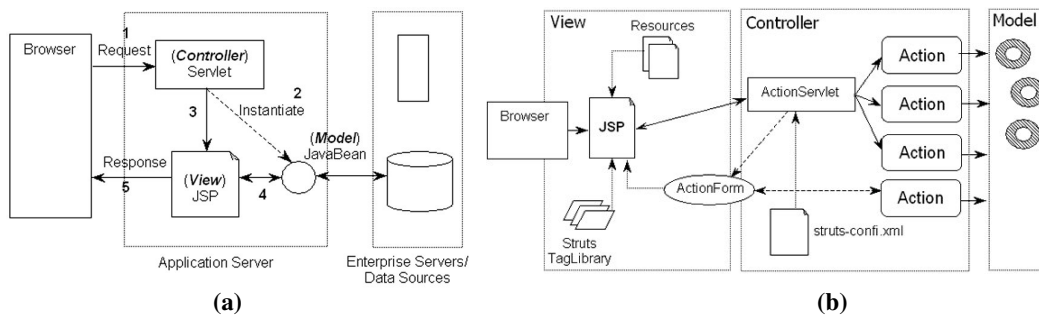 Browser
1
Request
(Controller)
Servlet
2
Instantiate
3
(Model)
JavaBean
Response
5
(View)
JSP
4
Application Server
Enterprise Servers/
Data Sources
(a)
View
Resources
Browser
JSP
ActionForm
Struts
TagLibrary
Controller
ActionServlet
struts-confi.xml
Action
Action
Action
Action
Model
(b)